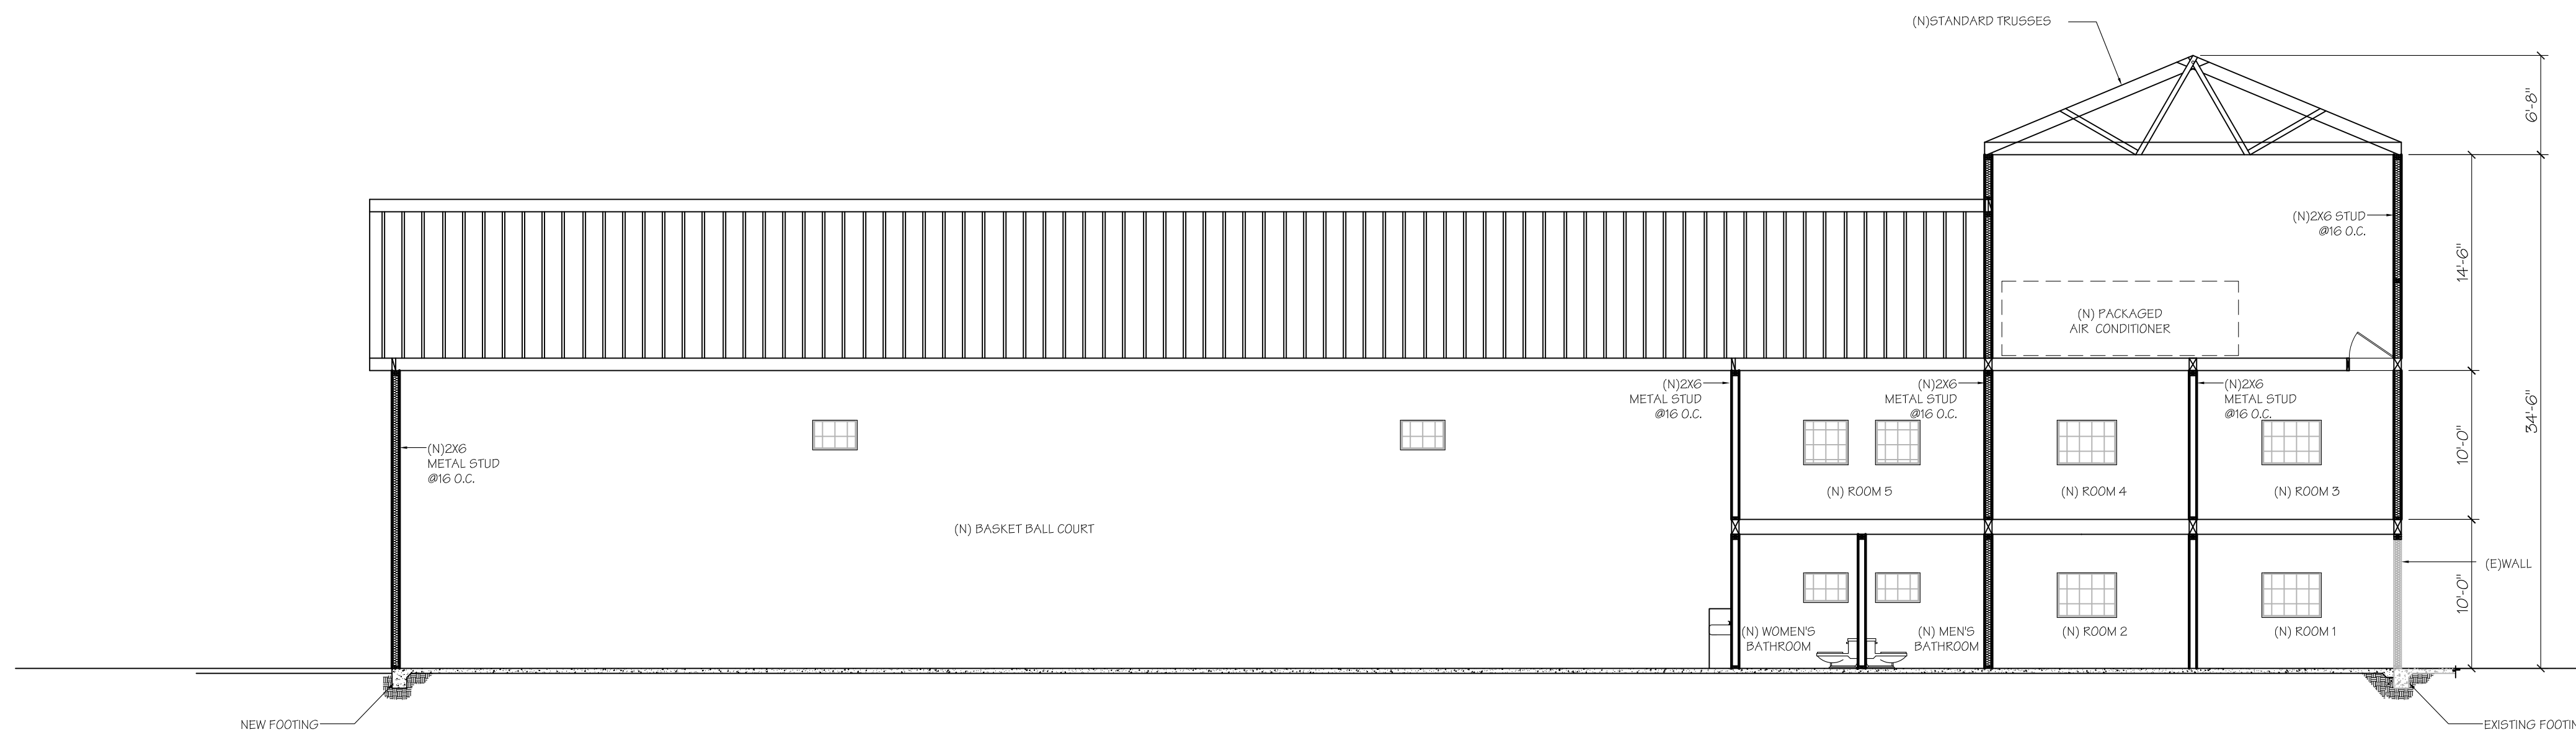 (N)STANDARD TRUSSES
6'-8"
(N)2X6 STUD
@16 O.C.
14'-6"
(N) PACKAGED
AIR CONDITIONER
(N)2X6
METAL STUD
@16 O.C.
(N)2X6
METAL STUD
@16 O.C.
(N)2X6
METAL STUD
@16 O.C.
34'-6"
10'-0"
(N)2X6
METAL STUD
@16 O.C.
(N) ROOM 5
(N) ROOM 4
(N) ROOM 3
(N) BASKET BALL COURT
(E)WALL
10'-0"
(N) WOMEN'S
BATHROOM
(N) MEN'S
BATHROOM
(N) ROOM 2
(N) ROOM 1
NEW FOOTING
EXISTING FOOTIN